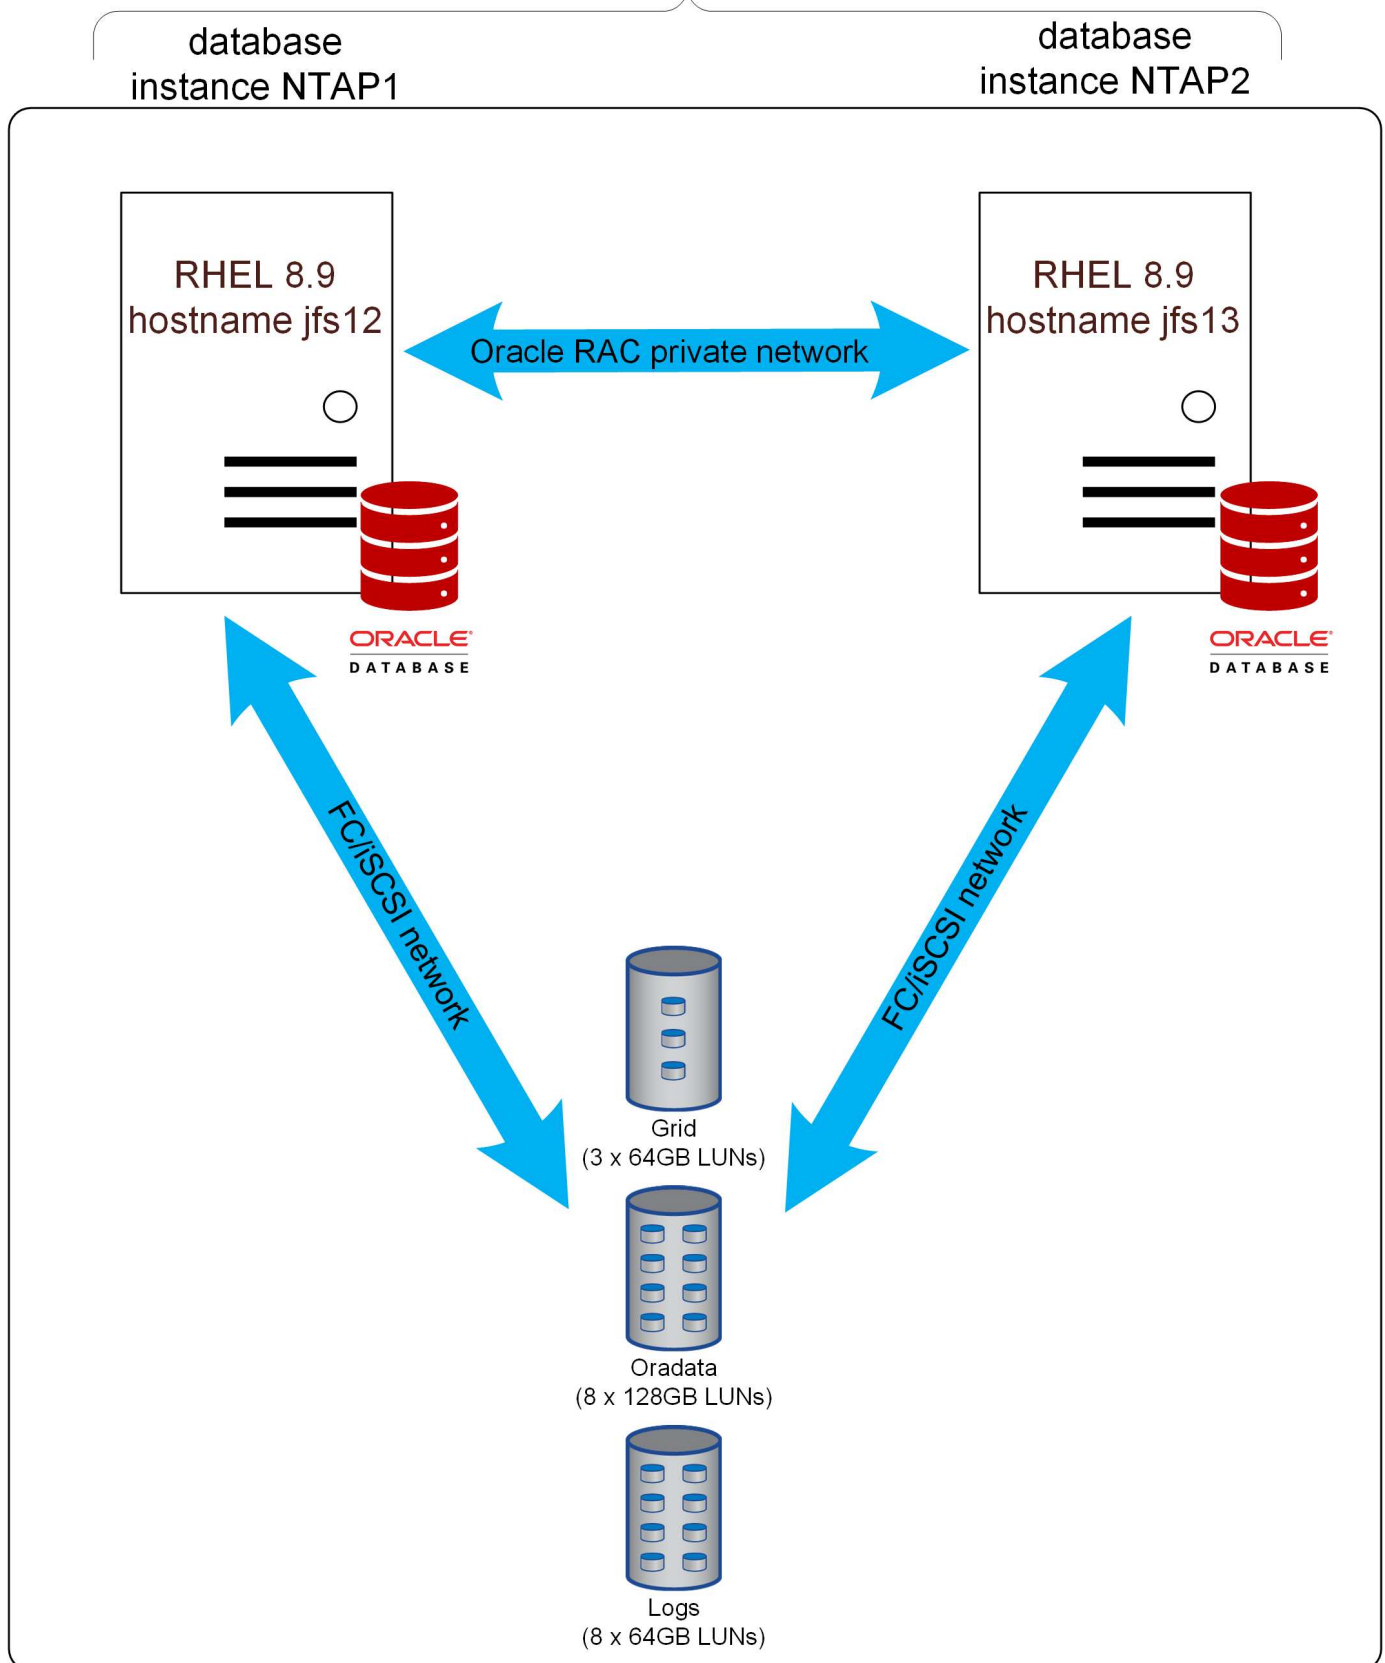 database
instance NTAP1
database
instance NTAP2
RHEL 8.9
hostname jfs12
RHEL 8.9
hostname jfs13
Oracle RAC private network
ORACLE®
DATABASE
ORACLE®
DATABASE
FC/iSCSI network
FC/iSCSI network
Grid
(3 x 64GB LUNs)
Oradata
(8 x 128GB LUNs)
Logs
(8 x 64GB LUNs)